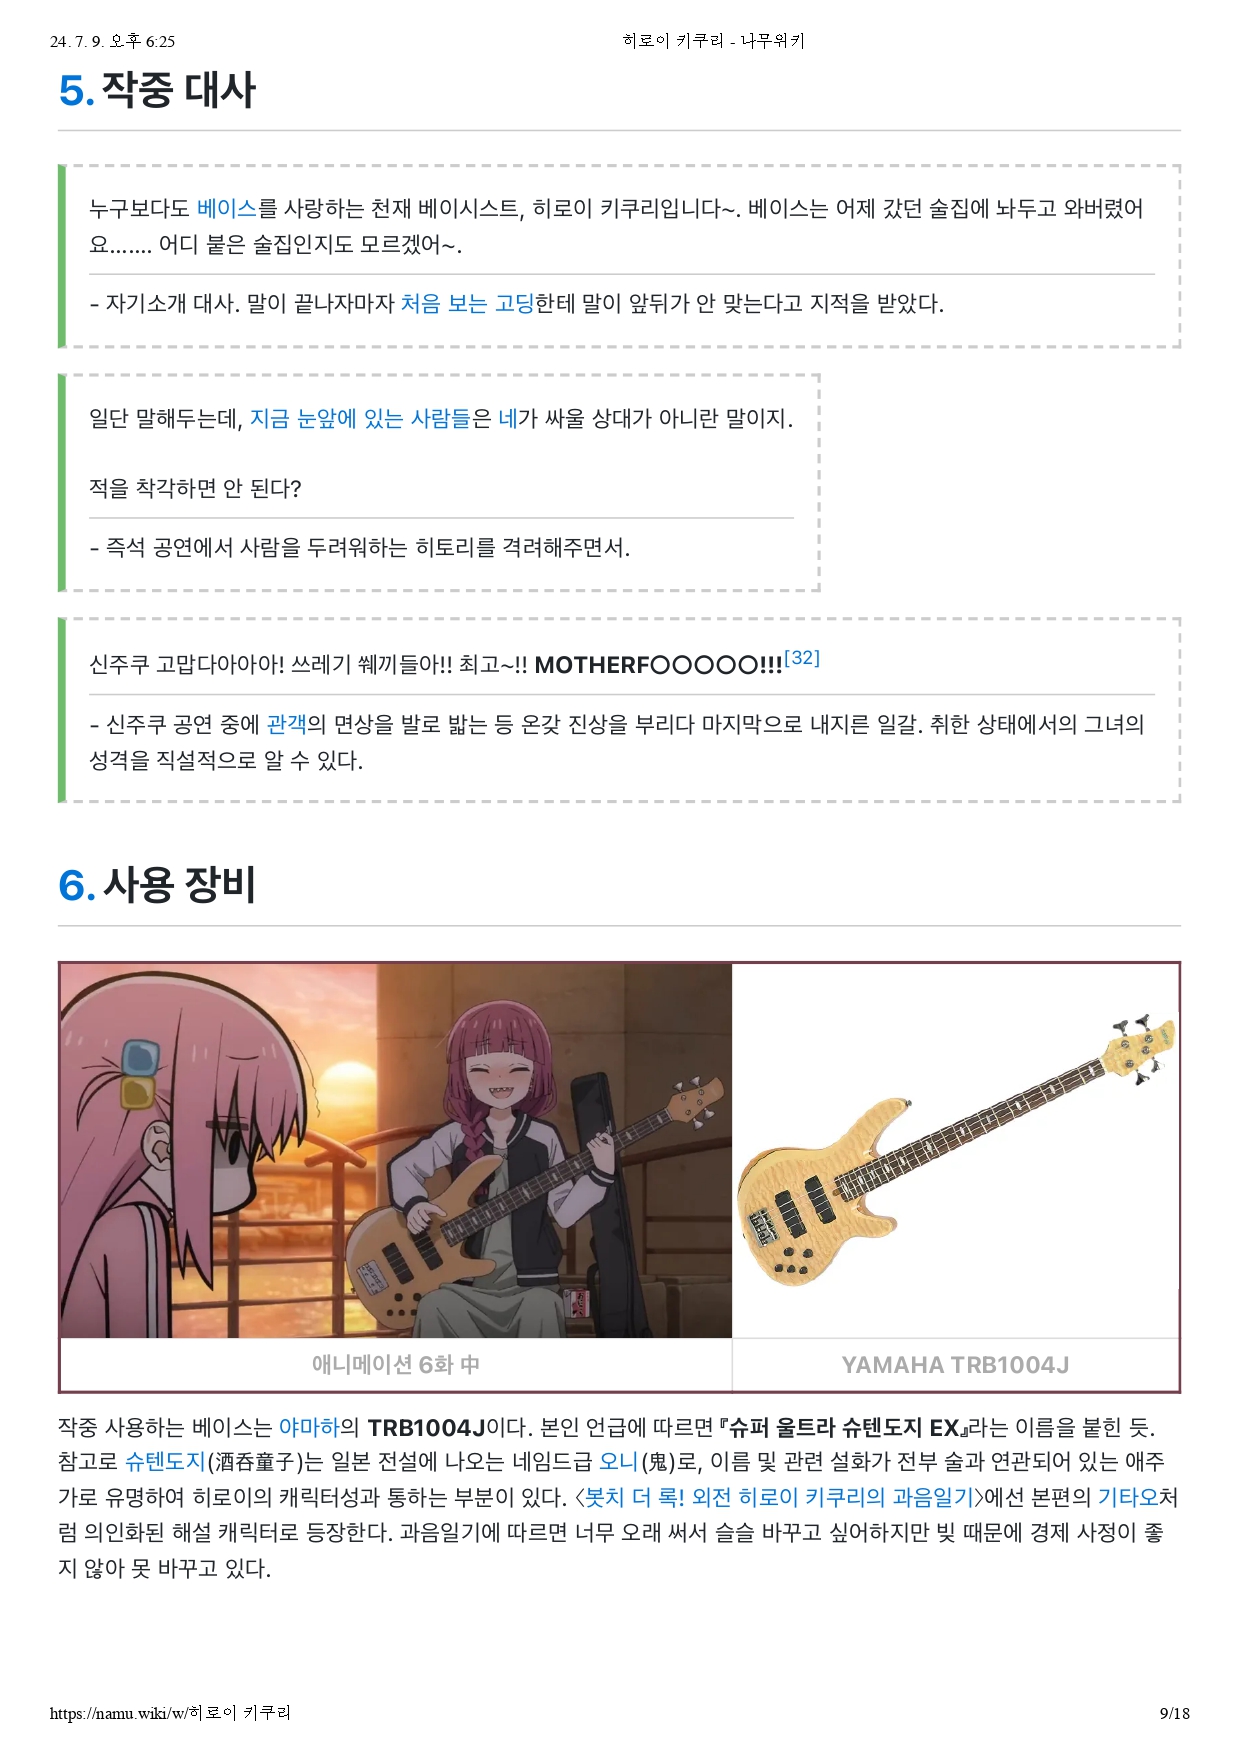 24. 7. 9. 오후 6:25
히로이 키쿠리 - 나무위키
5. 작중 대사
누구보다도 베이스를 사랑하는 천재 베이시스트, 히로이 키쿠리입니다~. 베이스는 어제 갔던 술집에 놔두고 와버렸어
요....... 어디 붙은 술집인지도 모르겠어~.
- 자기소개 대사. 말이 끝나자마자 처음 보는 고딩한테 말이 앞뒤가 안 맞는다고 지적을 받았다.
일단 말해두는데, 지금 눈앞에 있는 사람들은 네가 싸울 상대가 아니란 말이지.
적을 착각하면 안 된다?
- 즉석 공연에서 사람을 두려워하는 히토리를 격려해주면서.
신주쿠 고맙다아아아! 쓰레기 쉐끼들아!! 최고~!! MOTHERF○○○○○!!![32]
- 신주쿠 공연 중에 관객의 면상을 발로 밟는 등 온갖 진상을 부리다 마지막으로 내지른 일갈. 취한 상태에서의 그녀의
성격을 직설적으로 알 수 있다.
6. 사용 장비
애니메이션 6화 中
YAMAHA TRB1004J
작중 사용하는 베이스는 야마하의 TRB1004J이다. 본인 언급에 따르면 『슈퍼 울트라 슈텐도지 EX』라는 이름을 붙힌 듯.
참고로 슈텐도지(酒呑童子)는 일본 전설에 나오는 네임드급 오니(鬼)로, 이름 및 관련 설화가 전부 술과 연관되어 있는 애주
가로 유명하여 히로이의 캐릭터성과 통하는 부분이 있다. 〈봇치 더 록! 외전 히로이 키쿠리의 과음일기〉에선 본편의 기타오처
럼 의인화된 해설 캐릭터로 등장한다. 과음일기에 따르면 너무 오래 써서 슬슬 바꾸고 싶어하지만 빚 때문에 경제 사정이 좋
지 않아 못 바꾸고 있다.
https://namu.wiki/w/히로이 키쿠리
9/18